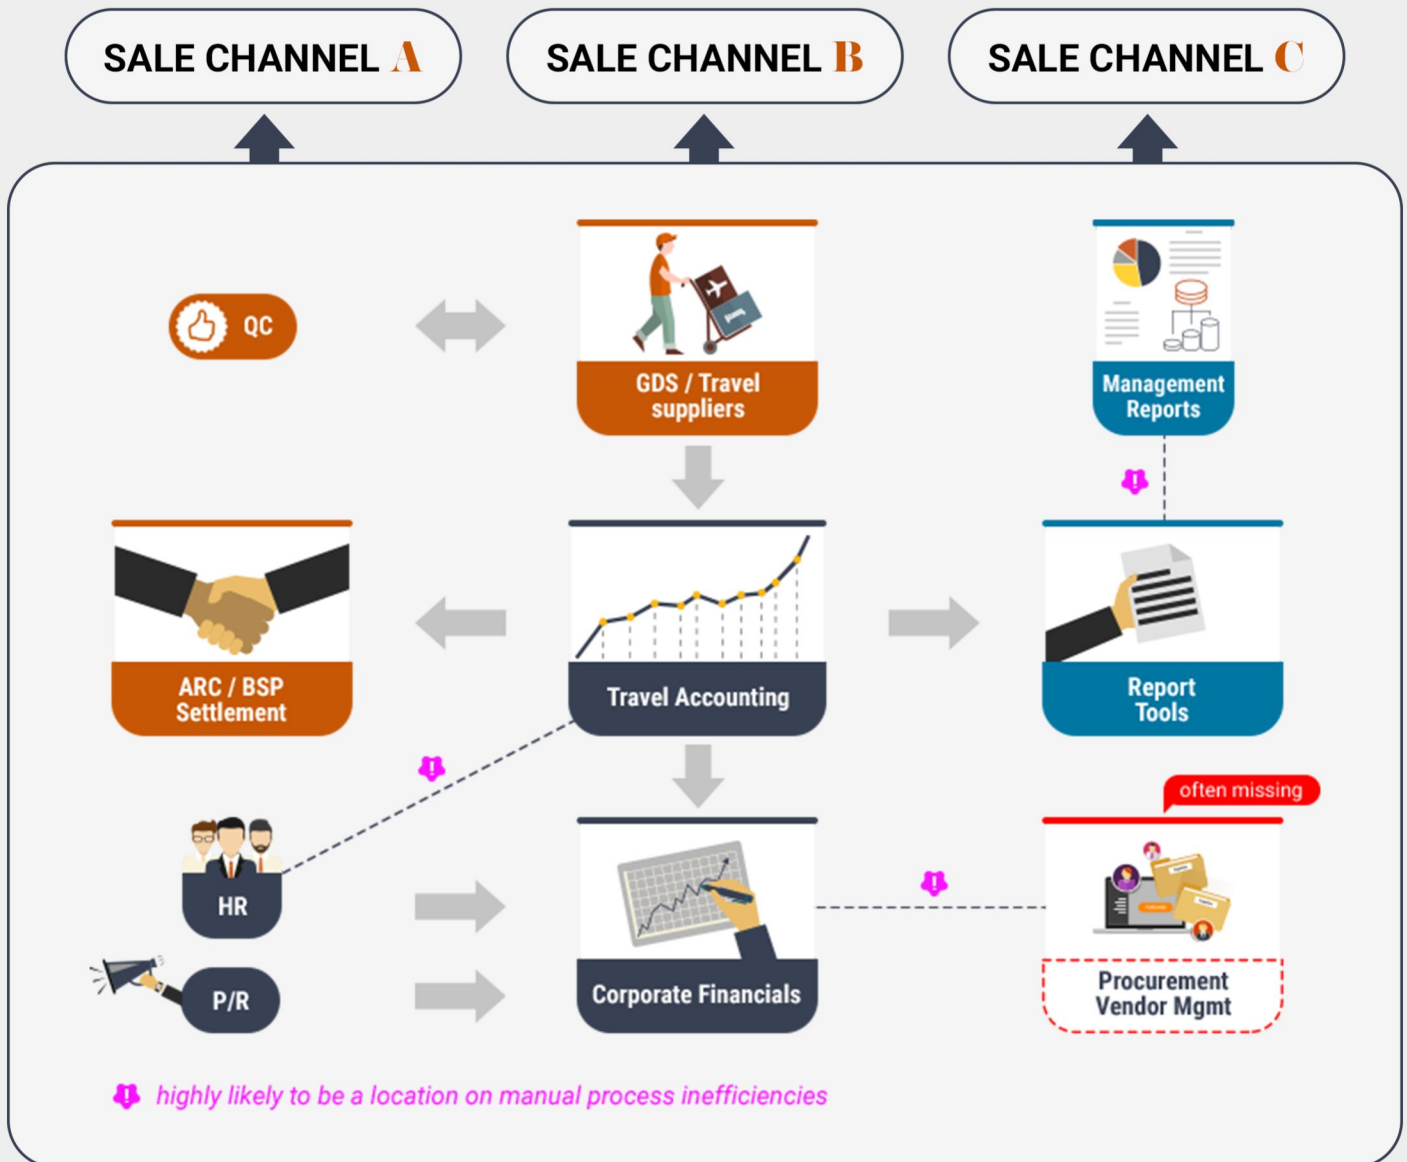 SALE CHANNEL A
SALE CHANNEL B
SALE CHANNEL C
QC
GDS / Travel
suppliers
Management
Reports
ARC / BSP
Settlement
Travel Accounting
Report
Tools
often missing
HR
P/R
Corporate Financials
Procurement
Vendor Mgmt
highly likely to be a location on manual process inefficiencies